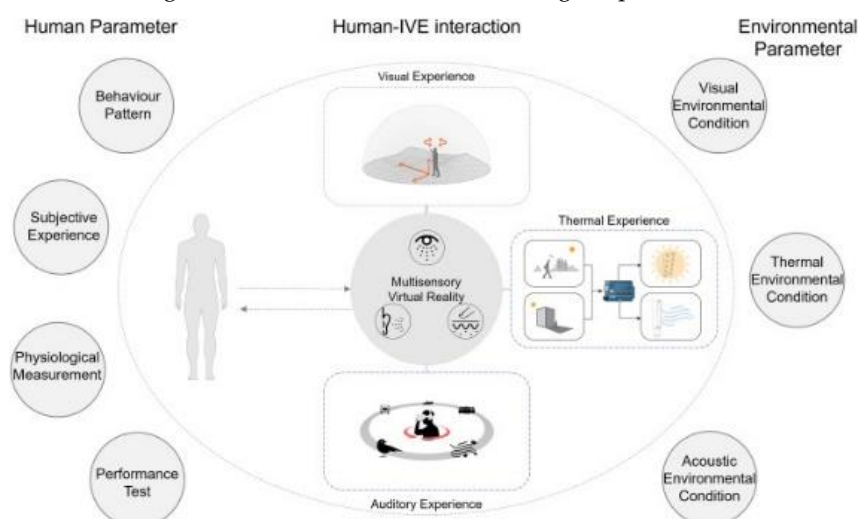 Human Parameter
Human-IVE interaction
Environmental
Parameter
Visual Experience
Behaviour
Pattern
Visual
Environmental
Condition
Subjective
Experience
Thermal Experience
Multisensory
Virtual Reality
Thermal
Environmental
Condition
Physiological
Measurement
Performance
Test
Acoustic
Environmental
Condition
Auditory Experience